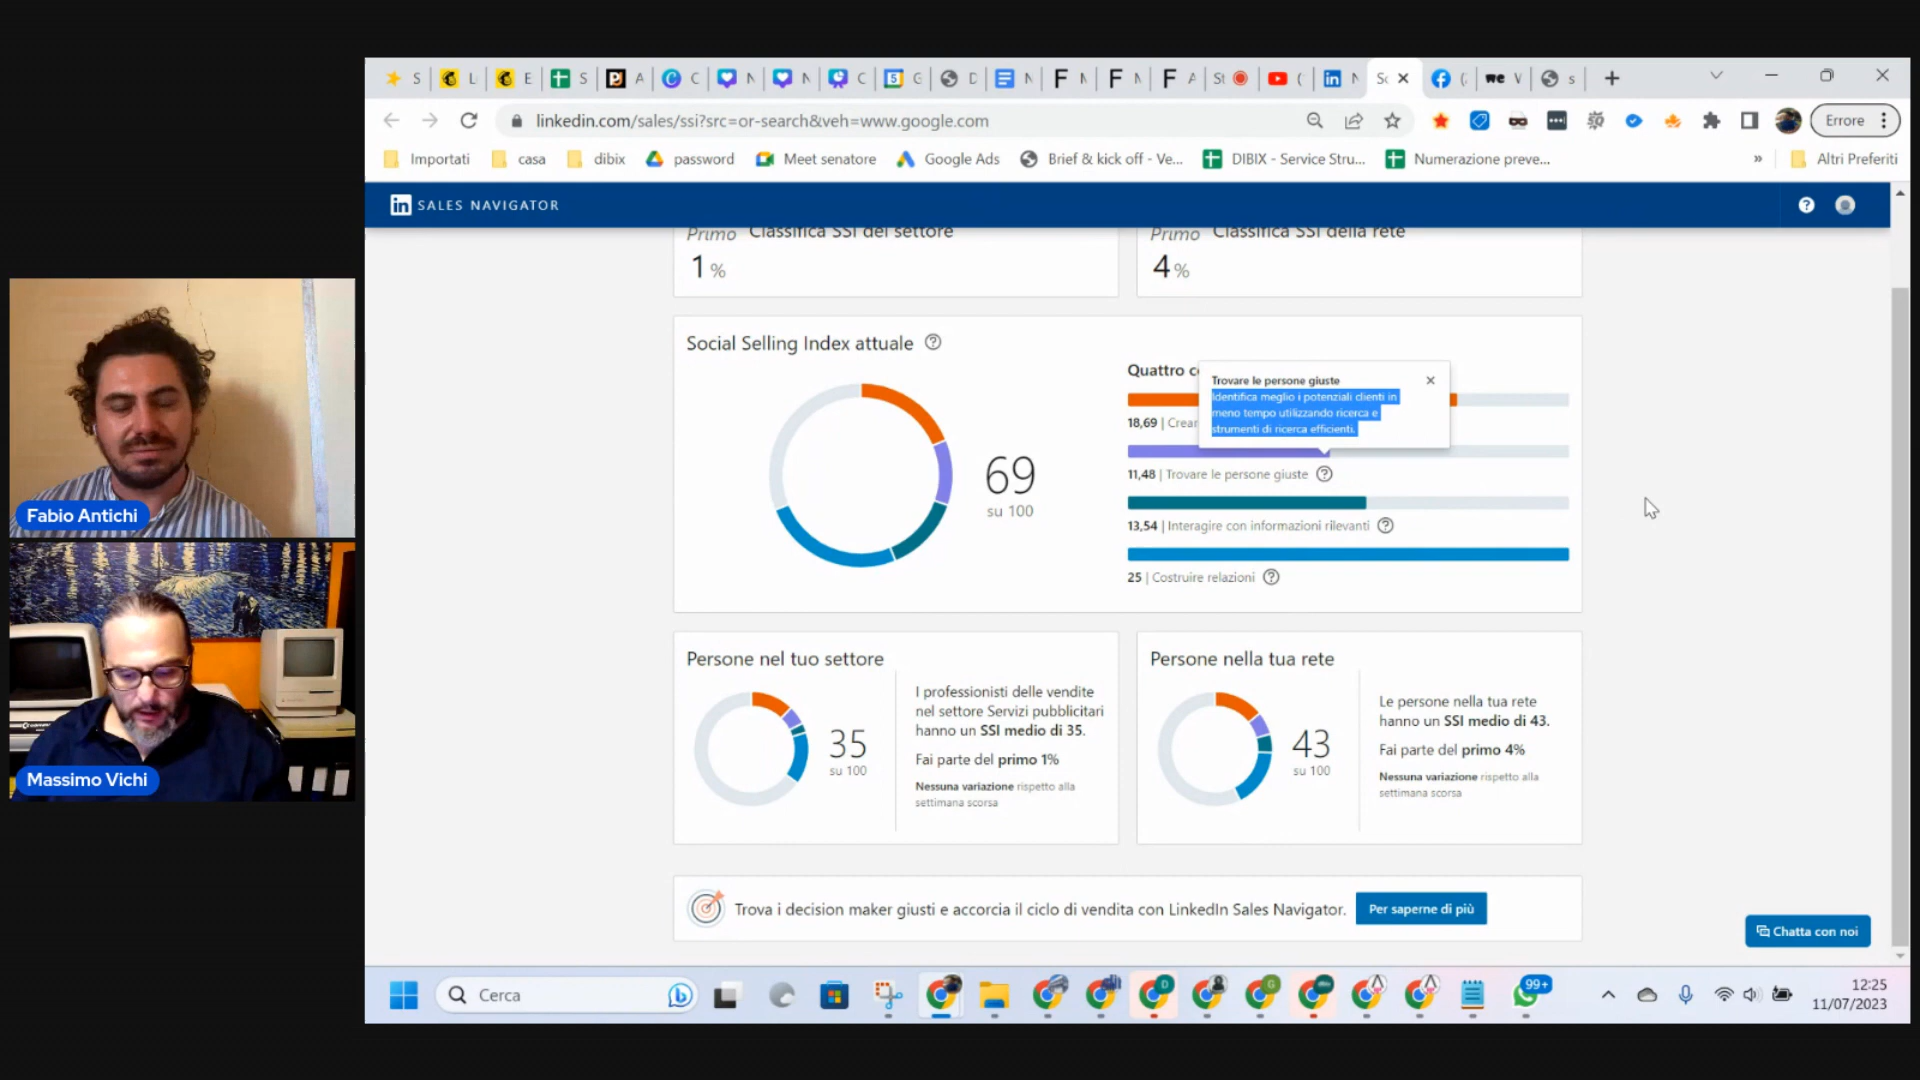 S
L
E
S
A
C
N
N
C
5
G
D
N
F
N
F
N
F
A
St
(
in
N
Sc
(
we
V
s
linkedin.com/sales/ssi?src=or-search&veh=www.google.com
Errore
Importati
casa
dibix
password
Meet senatore
Google Ads
Brief & kick off - Ve...
DIBIX - Service Stru...
Numerazione preve...
»
Altri Preferiti
in SALES NAVIGATOR
Primo Classifica SSI del settore
1 %
Primo Classifica SSI della rete
4 %
Social Selling Index attuale
69
su 100
Trovare le persone giuste
Identifica meglio i potenziali clienti in
meno tempo utilizzando ricerca e
strumenti di ricerca efficienti.
Quattro c
18,69 | Crear
11,48 | Trovare le persone giuste
13,54 | Interagire con informazioni rilevanti
25 | Costruire relazioni
Persone nel tuo settore
35
su 100
I professionisti delle vendite
nel settore Servizi pubblicitari
hanno un SSI medio di 35.
Fai parte del primo 1%
Nessuna variazione rispetto alla
settimana scorsa
Persone nella tua rete
43
su 100
Le persone nella tua rete
hanno un SSI medio di 43.
Fai parte del primo 4%
Nessuna variazione rispetto alla
settimana scorsa
Trova i decision maker giusti e accorcia il ciclo di vendita con LinkedIn Sales Navigator.
Per saperne di più
Chatta con noi
Cerca
99+
12:25
11/07/2023
Fabio Antichi
Massimo Vichi